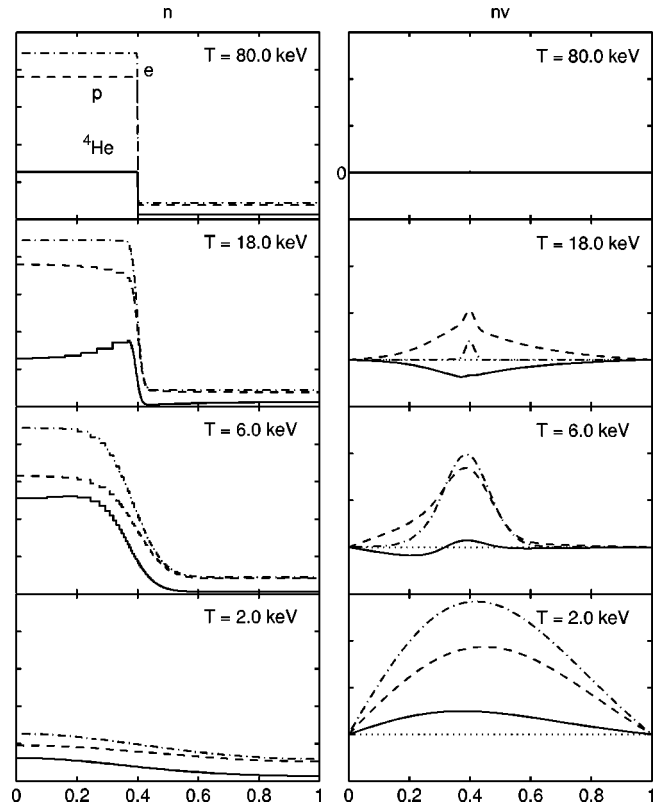 n
nv
T = 80.0 keV
e
p
⁴He
T = 80.0 keV
0
T = 18.0 keV
T = 18.0 keV
T = 6.0 keV
T = 6.0 keV
T = 2.0 keV
T = 2.0 keV
0 0.2 0.4 0.6 0.8 1
0 0.2 0.4 0.6 0.8 1